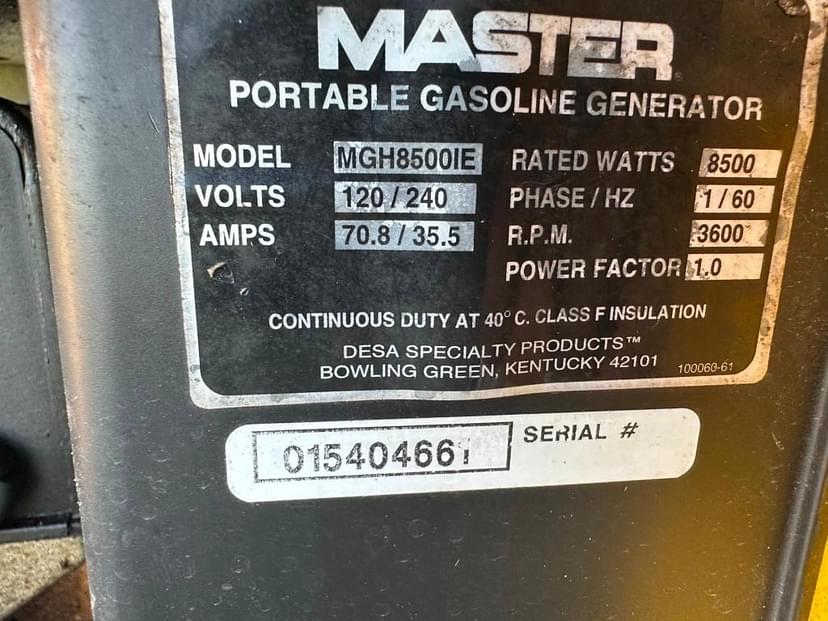 MASTER
PORTABLE GASOLINE GENERATOR
MODEL MGH8500IE RATED WATTS 8500
VOLTS 120 / 240 PHASE / HZ 1 / 60
AMPS 70.8 / 35.5 R.P.M. 3600
POWER FACTOR 1.0
CONTINUOUS DUTY AT 40° C. CLASS F INSULATION
DESA SPECIALTY PRODUCTS™
BOWLING GREEN, KENTUCKY 42101 100060-61
015404661 SERIAL #